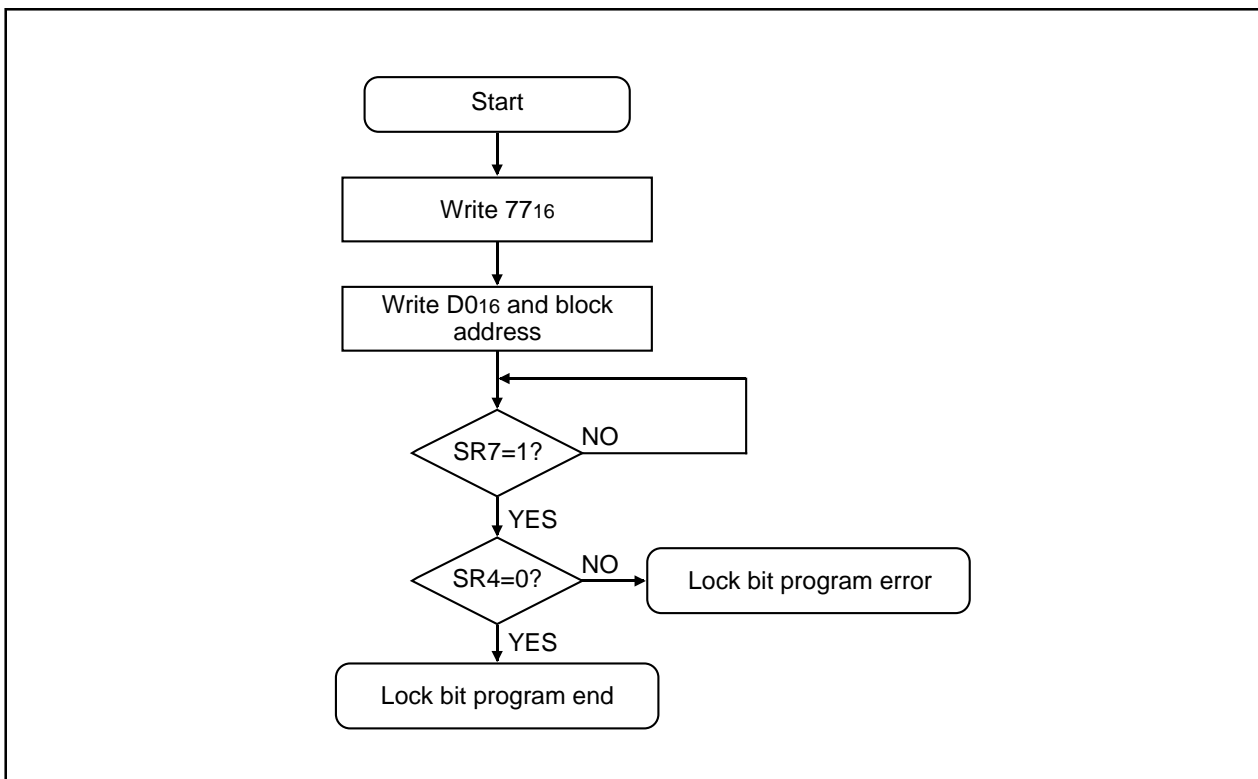 Start
Write 7716
Write D016 and block
address
SR7=1?
NO
YES
SR4=0?
NO
Lock bit program error
YES
Lock bit program end